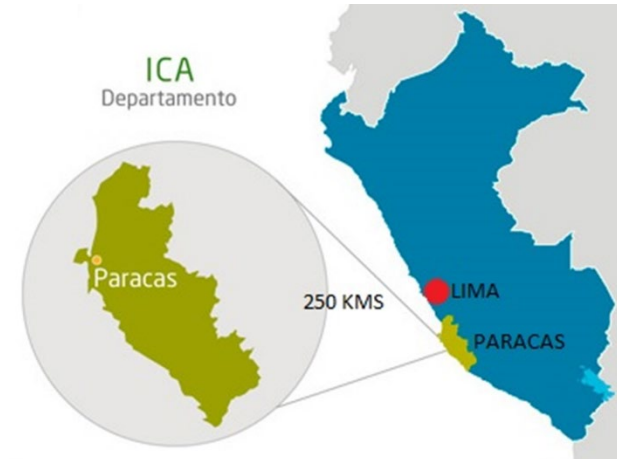 ICA
Departamento
Paracas
250 KMS
LIMA
PARACAS